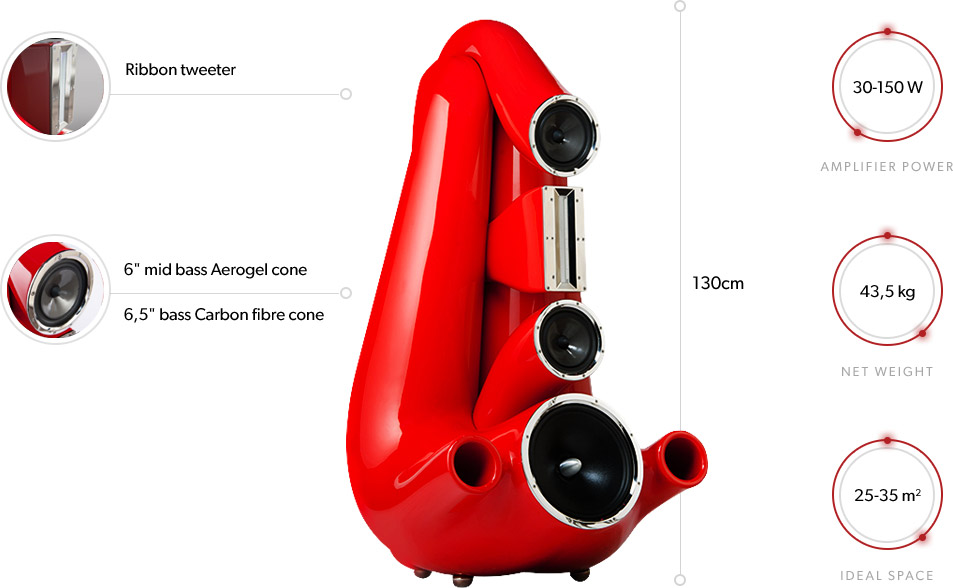 Ribbon tweeter
6" mid bass Aerogel cone
6,5" bass Carbon fibre cone
130cm
30-150 W
AMPLIFIER POWER
43,5 kg
NET WEIGHT
25-35 m²
IDEAL SPACE